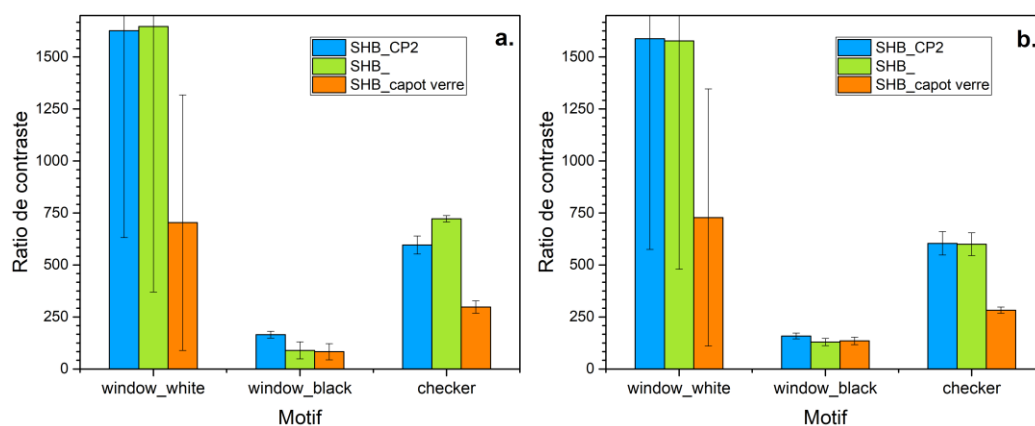 a.
SHB_CP2
SHB_
SHB_capot verre
Ratio de contraste
1500
1250
1000
750
500
250
0
window_white window_black checker
Motif
b.
SHB_CP2
SHB_
SHB_capot verre
Ratio de contraste
1500
1250
1000
750
500
250
0
window_white window_black checker
Motif